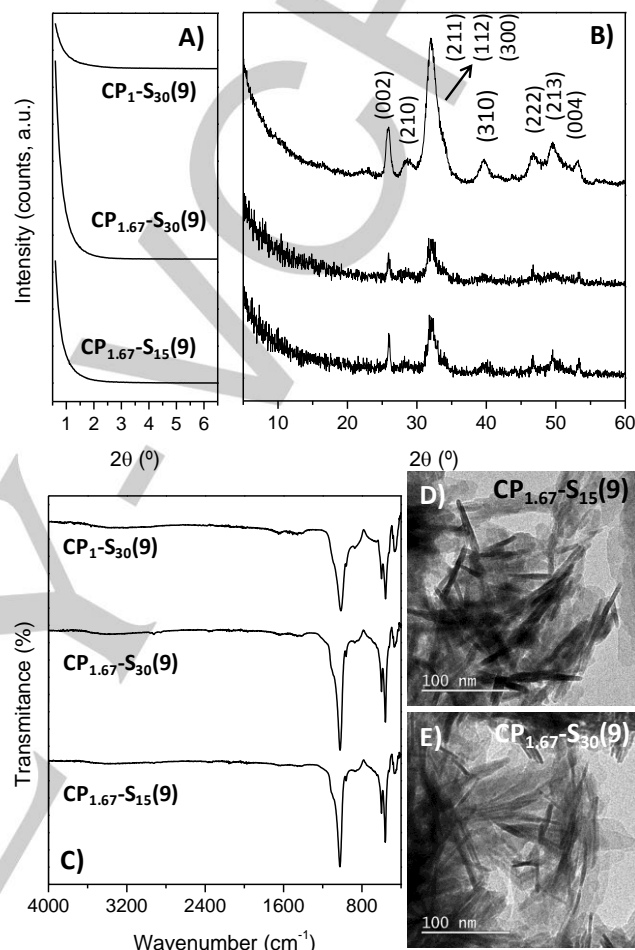 A)
CP1-S30(9)
CP1.67-S30(9)
CP1.67-S15(9)
Intensity (counts, a.u.)
1 2 3 4 5 6
2θ (º)
B)
(002)
(210)
(211)
(112)
(300)
(310)
(222)
(213)
(004)
10 20 30 40 50 60
2θ (º)
C)
CP1-S30(9)
CP1.67-S30(9)
CP1.67-S15(9)
Transmitance (%)
4000 3200 2400 1600 800
Wavenumber (cm-1)
D)
CP1.67-S15(9)
100 nm
E)
CP1.67-S30(9)
100 nm